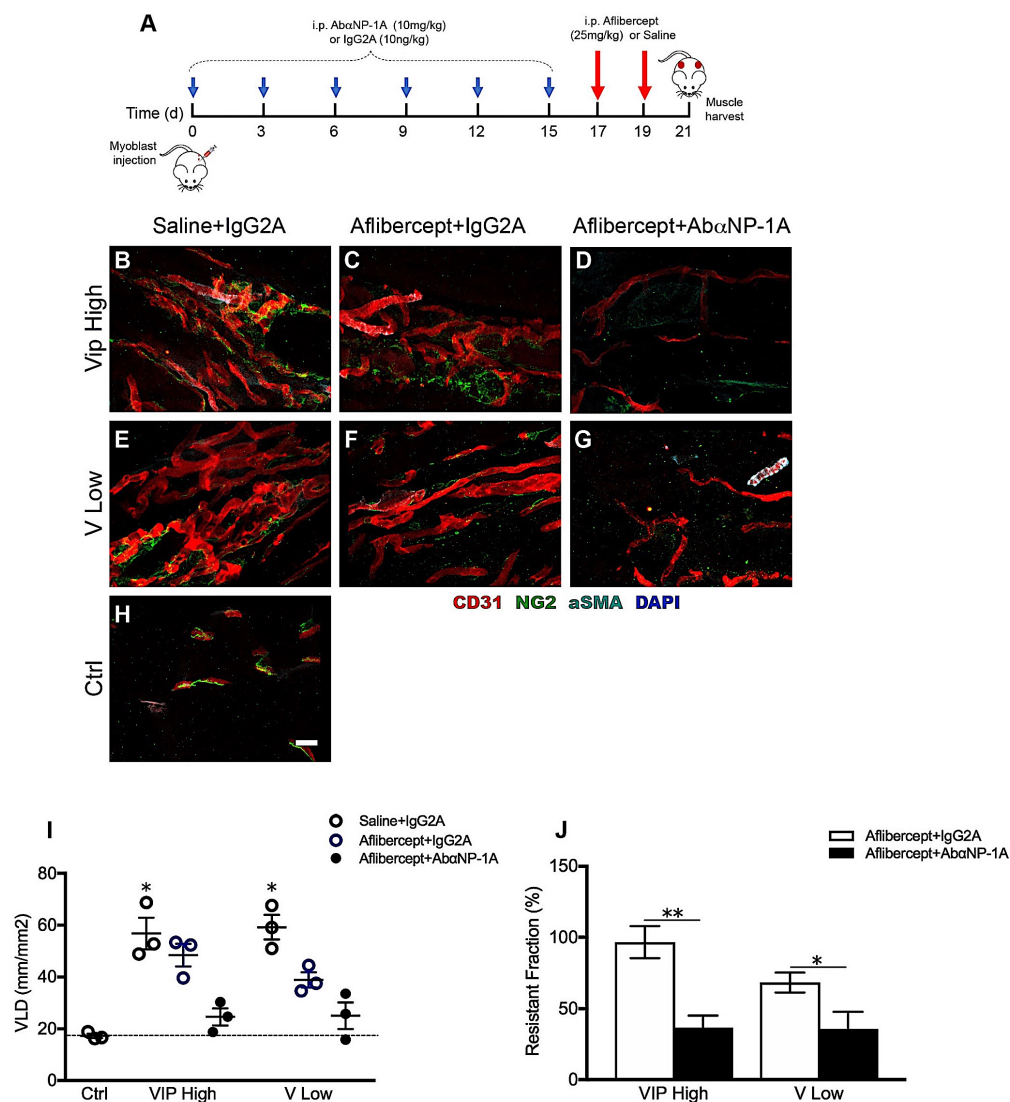 A
i.p. AbαNP-1A (10mg/kg)
or IgG2A (10ng/kg)
i.p. Aflibercept
(25mg/kg) or Saline
Time (d)
0 3 6 9 12 15 17 19 21
Muscle
harvest
Myoblast
injection
Saline+IgG2A Aflibercept+IgG2A Aflibercept+AbαNP-1A
Vip High
B C D
V Low
E F G
CD31 NG2 aSMA DAPI
Ctrl
H
I
Saline+IgG2A
Aflibercept+IgG2A
Aflibercept+AbαNP-1A
VLD (mm/mm2)
80
60
40
20
0
* *
Ctrl VIP High V Low
J
Aflibercept+IgG2A
Aflibercept+AbαNP-1A
Resistant Fraction (%)
150
100
50
0
** *
VIP High V Low